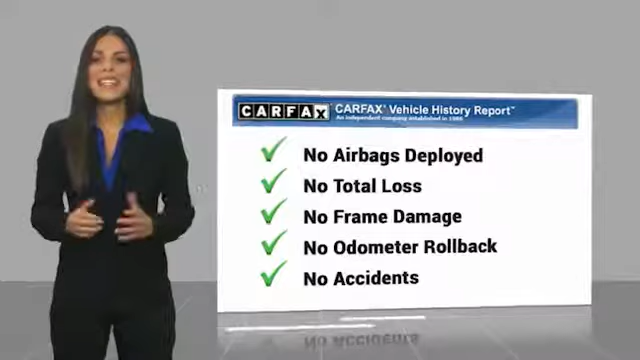 CARFAX CARFAX® Vehicle History Report™
An independent company established in 1986
No Airbags Deployed
No Total Loss
No Frame Damage
No Odometer Rollback
No Accidents